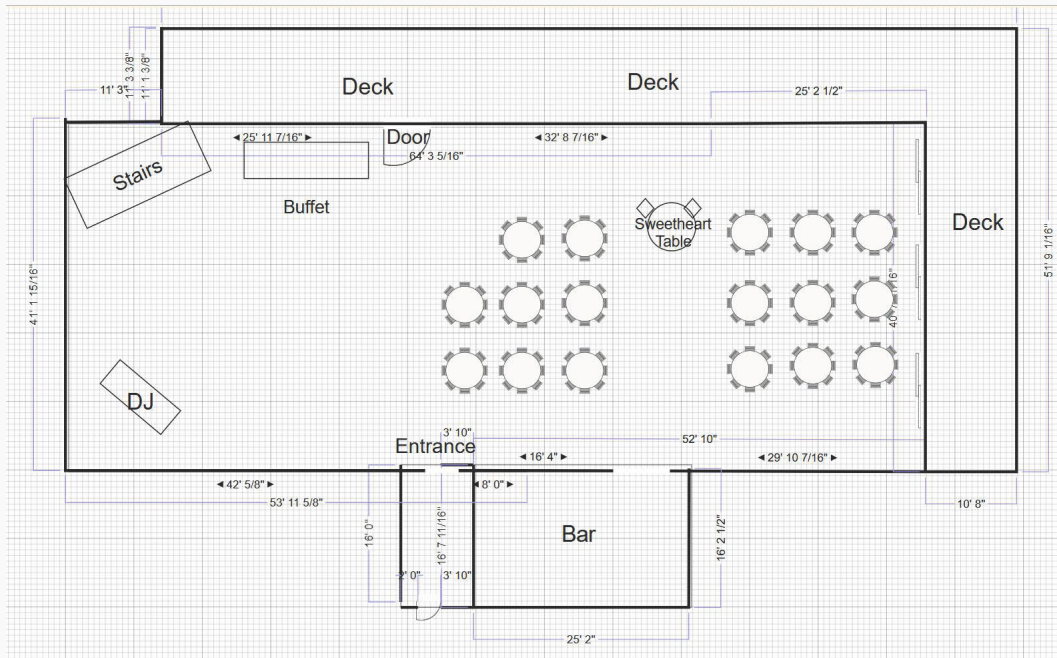 Deck
Deck
11' 3"
11' 3 3/8"
11' 1 3/8"
25' 2 1/2"
25' 11 7/16"
Door
32' 8 7/16"
64' 3 5/16"
Stairs
Buffet
Sweetheart
Table
Deck
51' 9 1/16"
41' 1 15/16"
DJ
3' 10"
Entrance
52' 10"
16' 4"
29' 10 7/16"
42' 5/8"
8' 0"
53' 11 5/8"
10' 8"
16' 0"
16' 7 11/16"
Bar
16' 2 1/2"
2' 0"
3' 10"
25' 2"